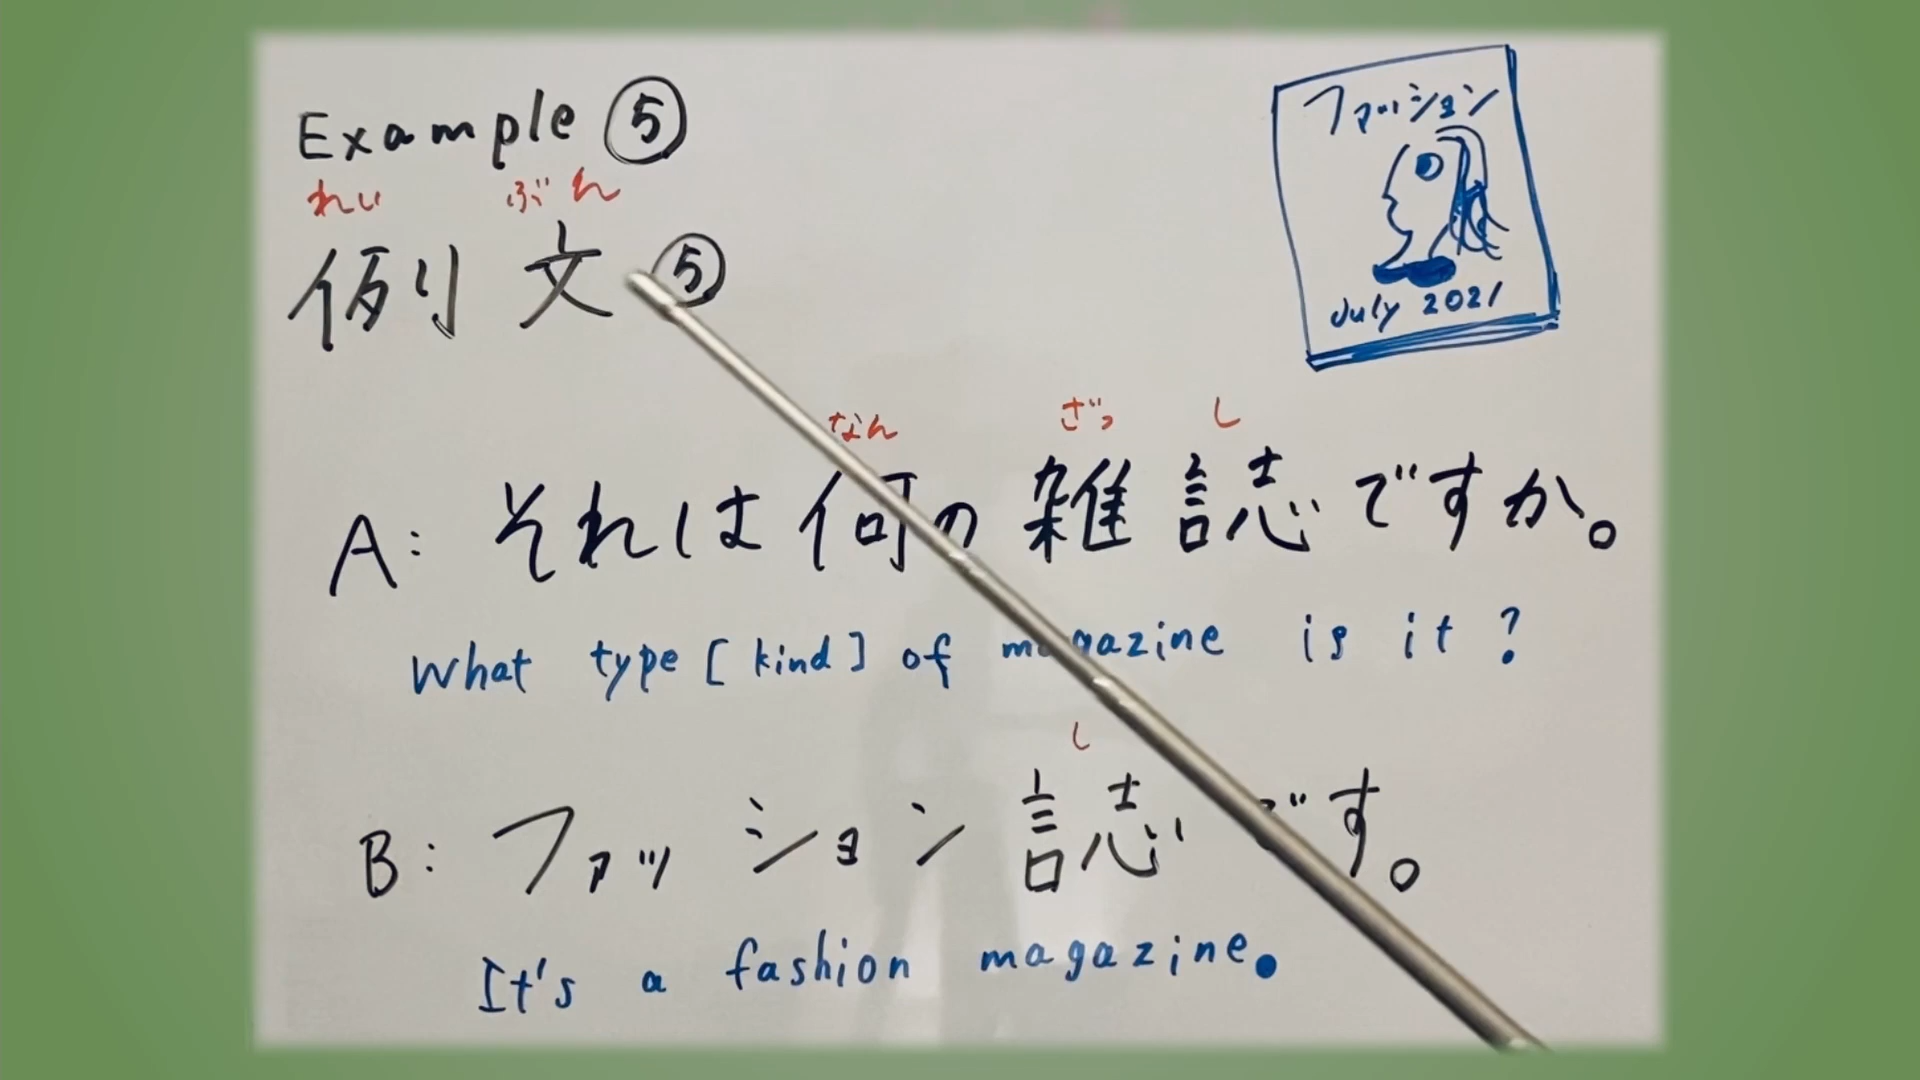 Example ⑤
れい ぶん
例文⑤
ファッション
July 2021
なん ざっ し
A: それは何の雑誌ですか。
What type [kind] of magazine is it?
し
B: ファッション誌です。
It's a fashion magazine.